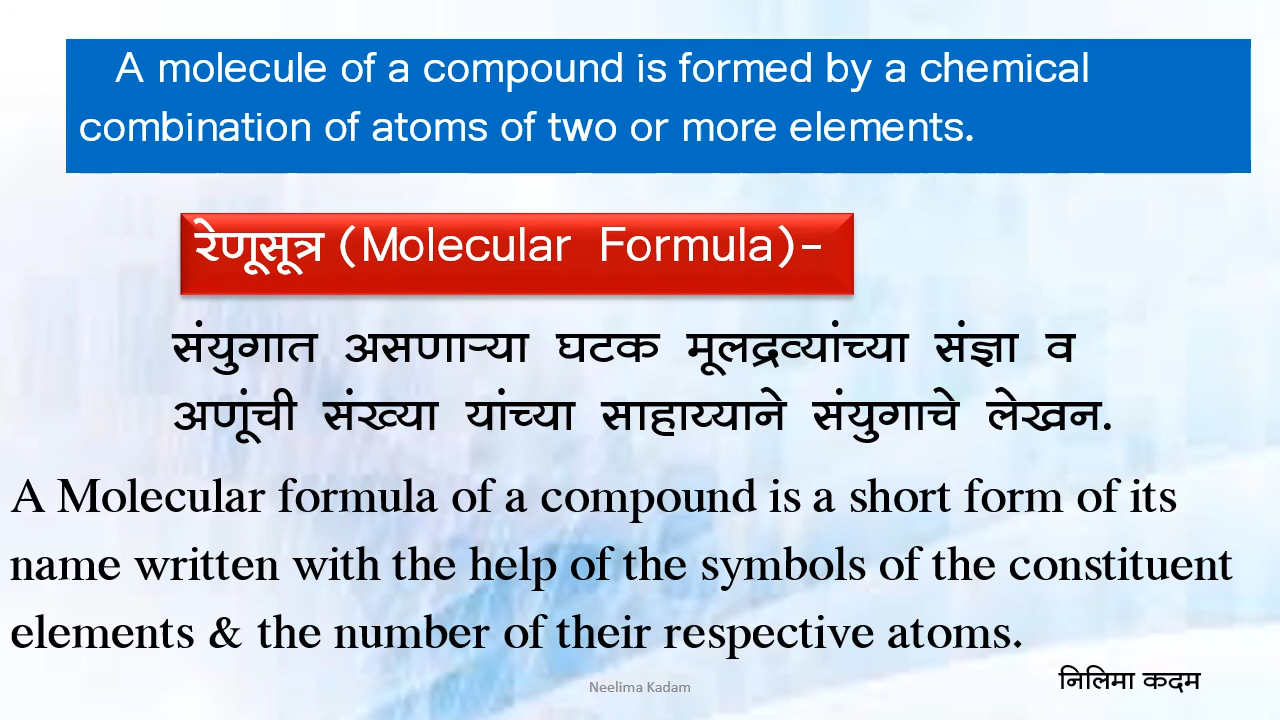 A molecule of a compound is formed by a chemical
combination of atoms of two or more elements.
रेणूसूत्र (Molecular Formula)-
संयुगात असणाऱ्या घटक मूलद्रव्यांच्या संज्ञा व
अणूंची संख्या यांच्या साहाय्याने संयुगाचे लेखन.
A Molecular formula of a compound is a short form of its
name written with the help of the symbols of the constituent
elements & the number of their respective atoms.
Neelima Kadam
निलिमा कदम